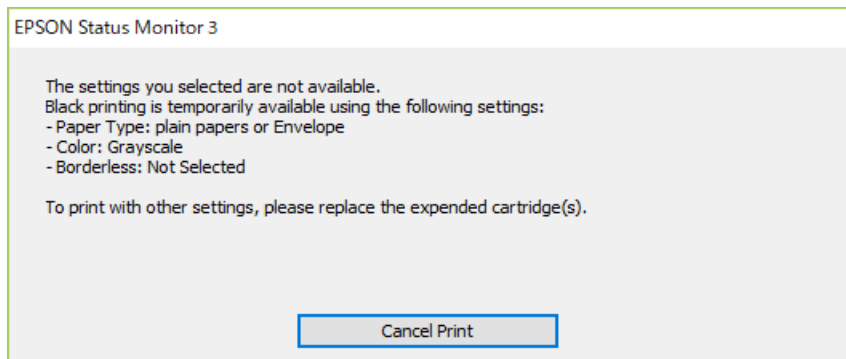 EPSON Status Monitor 3
The settings you selected are not available.
Black printing is temporarily available using the following settings:
- Paper Type: plain papers or Envelope
- Color: Grayscale
- Borderless: Not Selected
To print with other settings, please replace the expended cartridge(s).
Cancel Print